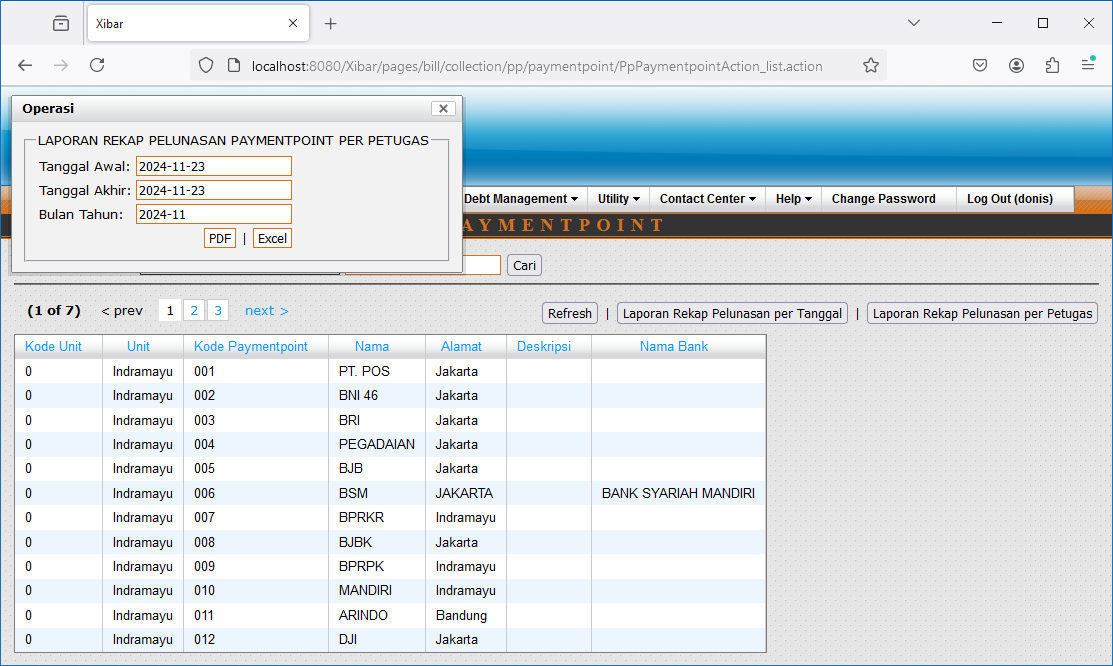 Xibar
localhost:8080/Xibar/pages/bill/collection/pp/paymentpoint/PpPaymentpointAction_list.action
Operasi
LAPORAN REKAP PELUNASAN PAYMENTPOINT PER PETUGAS
Tanggal Awal: 2024-11-23
Tanggal Akhir: 2024-11-23
Bulan Tahun: 2024-11
PDF | Excel
Debt Management Utility Contact Center Help Change Password Log Out (donis)
AYMENTPOINT
Cari
(1 of 7) < prev 1 2 3 next > Refresh | Laporan Rekap Pelunasan per Tanggal | Laporan Rekap Pelunasan per Petugas
Kode Unit Unit Kode Paymentpoint Nama Alamat Deskripsi Nama Bank
0 Indramayu 001 PT. POS Jakarta
0 Indramayu 002 BNI 46 Jakarta
0 Indramayu 003 BRI Jakarta
0 Indramayu 004 PEGADAIAN Jakarta
0 Indramayu 005 BJB Jakarta
0 Indramayu 006 BSM JAKARTA BANK SYARIAH MANDIRI
0 Indramayu 007 BPRKR Indramayu
0 Indramayu 008 BJBK Jakarta
0 Indramayu 009 BPRPK Indramayu
0 Indramayu 010 MANDIRI Indramayu
0 Indramayu 011 ARINDO Bandung
0 Indramayu 012 DJI Jakarta